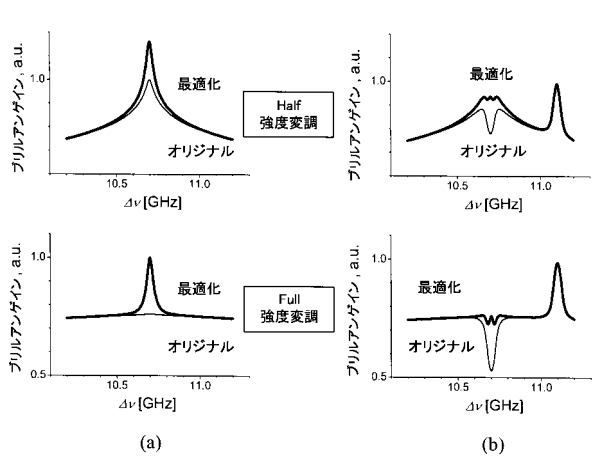 ブリルアンゲイン, a.u.
1.0
最適化
オリジナル
10.5
11.0
Δν [GHz]
Half
強度変調
ブリルアンゲイン, a.u.
1.0
最適化
オリジナル
10.5
11.0
Δν [GHz]
ブリルアンゲイン, a.u.
1.0
0.5
最適化
オリジナル
10.5
11.0
Δν [GHz]
Full
強度変調
ブリルアンゲイン, a.u.
1.0
0.5
最適化
オリジナル
10.5
11.0
Δν [GHz]
(a)
(b)